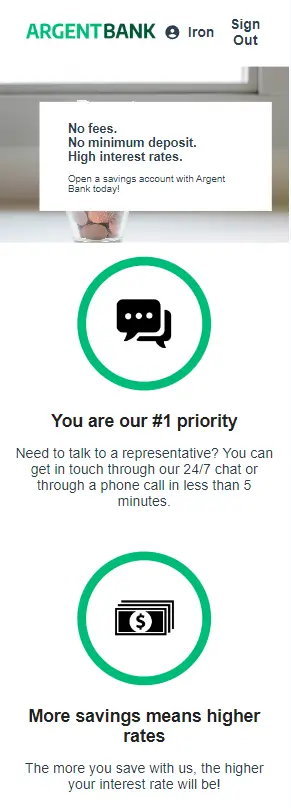 ARGENTBANK Iron Sign Out
No fees.
No minimum deposit.
High interest rates.
Open a savings account with Argent
Bank today!
You are our #1 priority
Need to talk to a representative? You can
get in touch through our 24/7 chat or
through a phone call in less than 5
minutes.
$
More savings means higher
rates
The more you save with us, the higher
your interest rate will be!